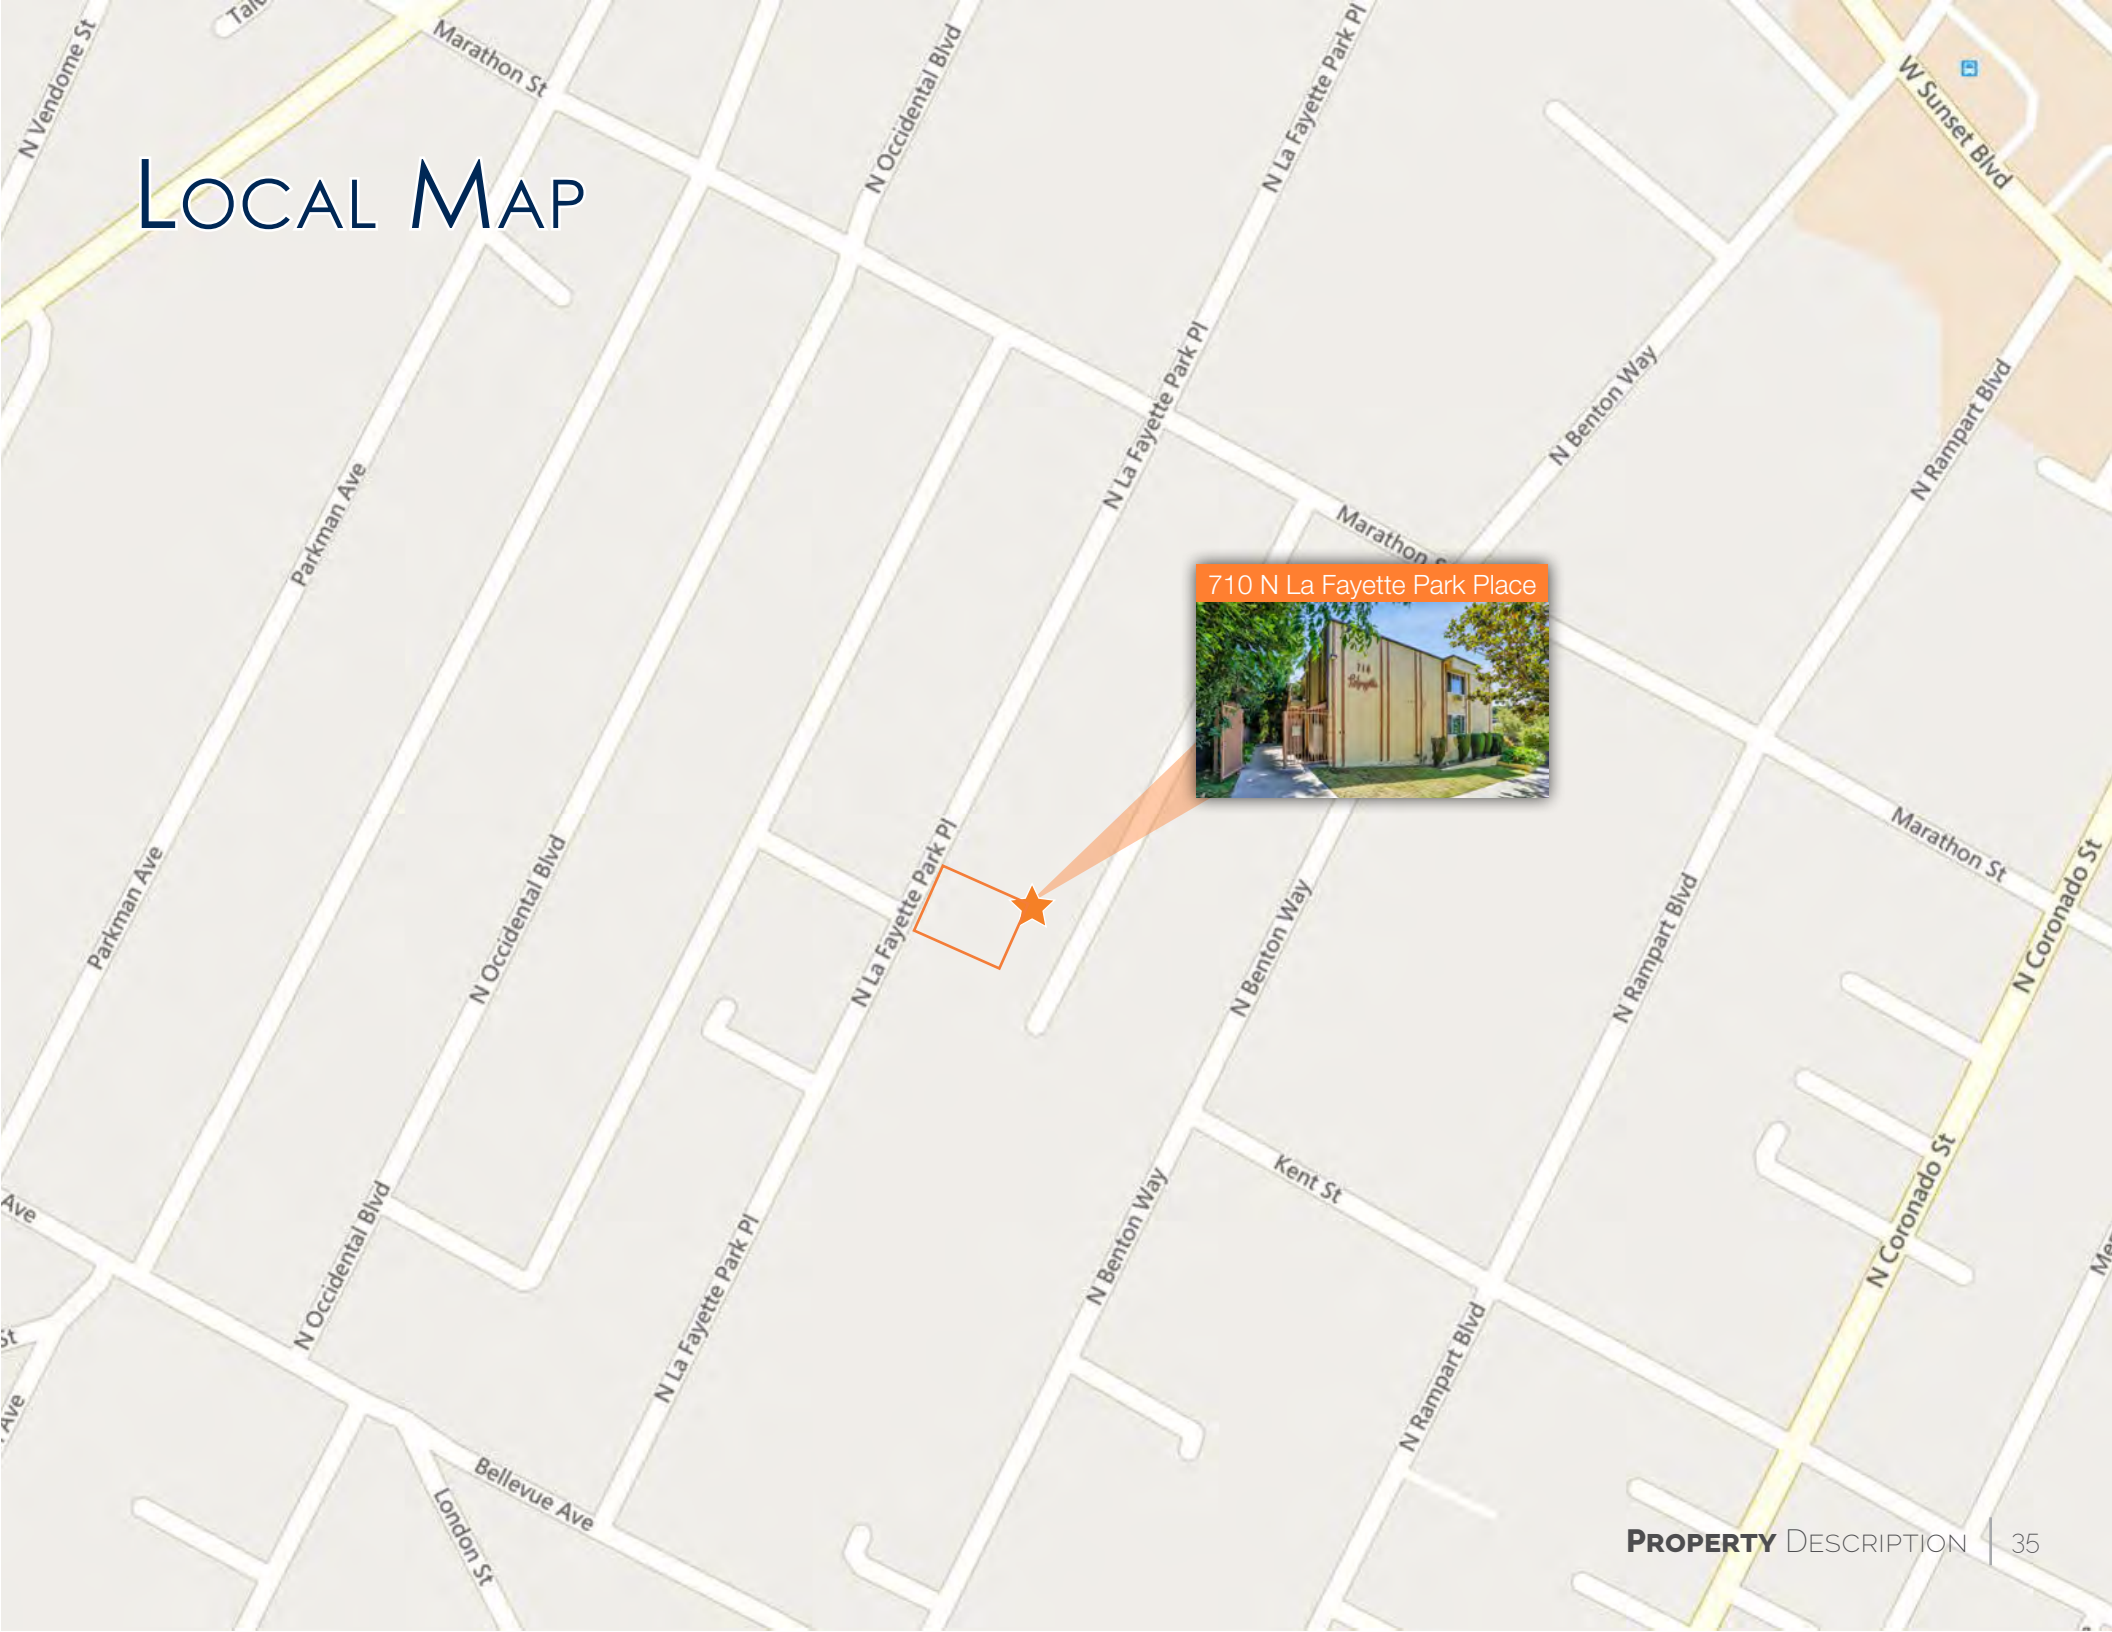 Marathon St
N Vendome St
N Occidental Blvd
N La Fayette Park Pl
W Sunset Blvd
LOCAL MAP
N La Fayette Park Pl
N Benton Way
N Rampart Blvd
Parkman Ave
Marathon
710 N La Fayette Park Place
Parkman Ave
N Occidental Blvd
N La Fayette Park Pl
N Benton Way
N Rampart Blvd
Marathon St
N Coronado St
Kent St
Ave
N Occidental Blvd
N La Fayette Park Pl
N Benton Way
N Coronado St
St
N Rampart Blvd
Ave
Bellevue Ave
London St
PROPERTY DESCRIPTION | 35